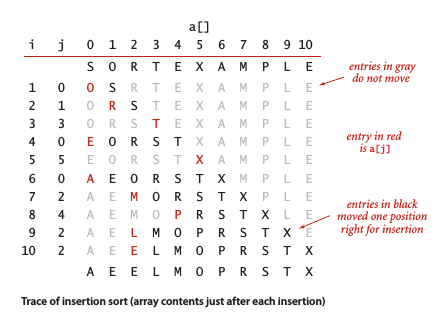 a[]
i j 0 1 2 3 4 5 6 7 8 9 10
S O R T E X A M P L E
1 0 O S R T E X A M P L E
2 1 O R S T E X A M P L E
3 3 O R S T E X A M P L E
4 0 E O R S T X A M P L E
5 5 E O R S T X A M P L E
6 0 A E O R S T X M P L E
7 2 A E M O R S T X P L E
8 4 A E M O P R S T X L E
9 2 A E L M O P R S T X E
10 2 A E E L M O P R S T X
A E E L M O P R S T X
entries in gray
do not move
entry in red
is a[j]
entries in black
moved one position
right for insertion
Trace of insertion sort (array contents just after each insertion)